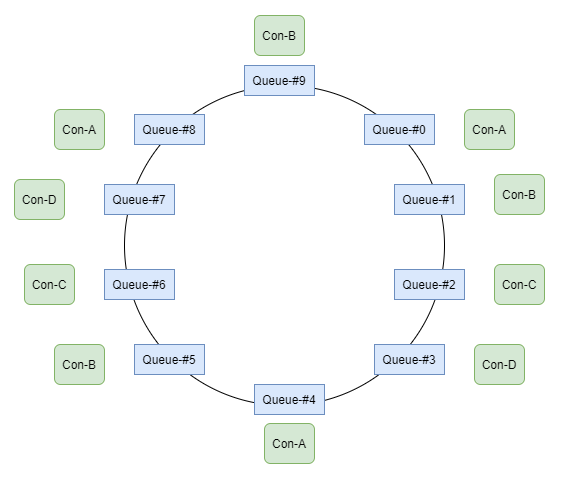 Con-B
Queue-#9
Con-A
Queue-#8
Queue-#0
Con-A
Con-D
Queue-#7
Queue-#1
Con-B
Con-C
Queue-#6
Queue-#2
Con-C
Con-B
Queue-#5
Queue-#3
Con-D
Queue-#4
Con-A